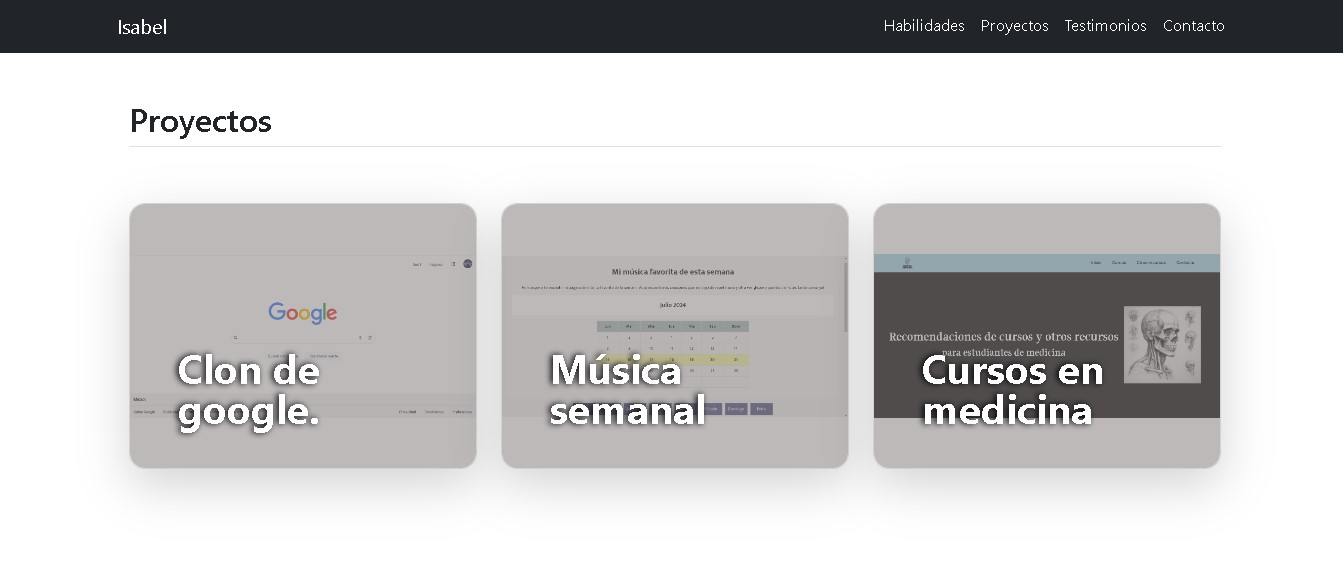 Isabel
Habilidades Proyectos Testimonios Contacto
Proyectos
Google
Clon de
google.
Mi música favorita de esta semana
Julio 2024
Música
semanal
Recomendaciones de cursos y otros recursos
para estudiantes de medicina
Cursos en
medicina